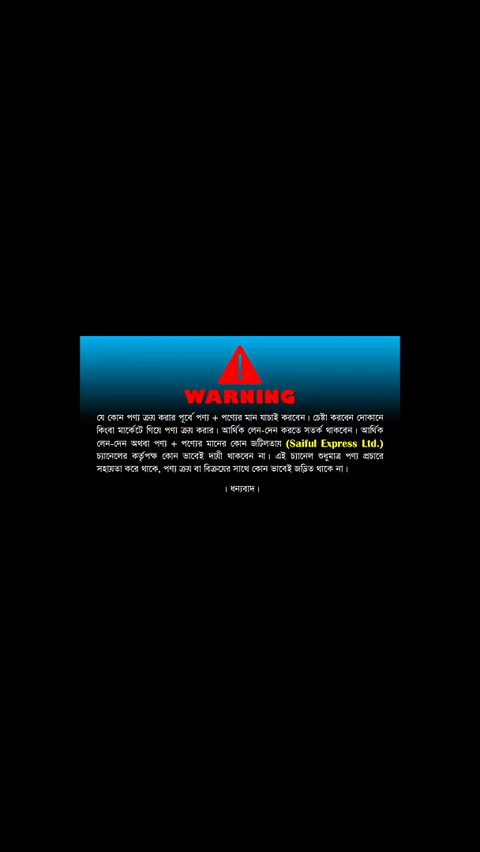 WARNING
যে কোন পণ্য ক্রয় করার পূর্বে পণ্য + পণ্যের মান যাচাই করবেন। চেষ্টা করবেন দোকানে
কিংবা মার্কেটে গিয়ে পণ্য ক্রয় করার। আর্থিক লেন-দেন করতে সতর্ক থাকবেন। আর্থিক
লেন-দেন অথবা পণ্য + পণ্যের মানের কোন জটিলতায় (Saiful Express Ltd.)
চ্যানেলের কর্তৃপক্ষ কোন ভাবেই দায়ী থাকবেন না। এই চ্যানেল শুধুমাত্র পণ্য প্রচারে
সহায়তা করে থাকে, পণ্য ক্রয় বা বিক্রয়ের সাথে কোন ভাবেই জড়িত থাকে না।
। ধন্যবাদ।